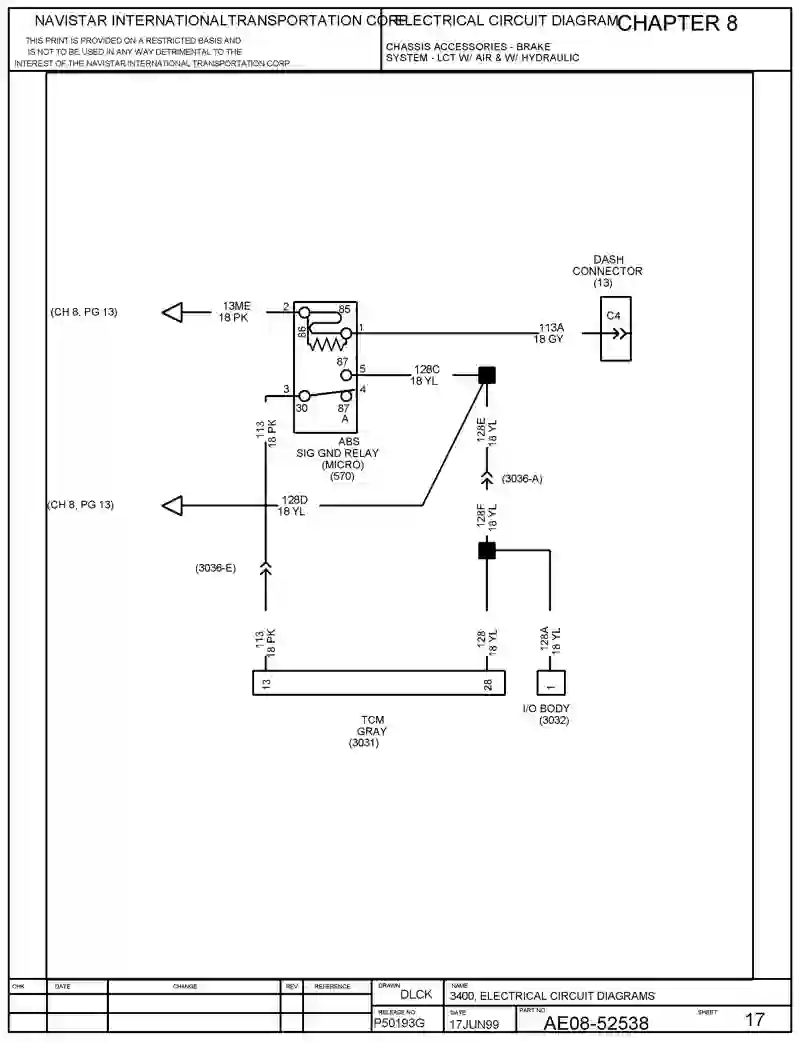 NAVISTAR INTERNATIONALTRANSPORTATION CORP.
ELECTRICAL CIRCUIT DIAGRAM
CHAPTER 8
THIS PRINT IS PROVIDED ON A RESTRICTED BASIS AND
IS NOT TO BE USED IN ANY WAY DETRIMENTAL TO THE
INTEREST OF THE NAVISTAR INTERNATIONAL TRANSPORTATION CORP
CHASSIS ACCESSORIES - BRAKE
SYSTEM - LCT W/ AIR & W/ HYDRAULIC
DASH
CONNECTOR
(13)
C4
(CH 8, PG 13)
13ME
18 PK
2
85
86
1
113A
18 GY
87
5
128C
18 YL
3
4
30
87
A
113
18 PK
ABS
SIG GND RELAY
(MICRO)
(570)
128E
18 YL
(3036-A)
(CH 8, PG 13)
128D
18 YL
128F
18 YL
(3036-E)
113
18 PK
128
18 YL
128A
18 YL
13
28
1
TCM
GRAY
(3031)
I/O BODY
(3032)
CHK
DATE
CHANGE
REV
REFERENCE
DRAWN
DLCK
NAME
3400, ELECTRICAL CIRCUIT DIAGRAMS
RELEASE NO.
P50193G
DATE
17JUN99
PART NO.
AE08-52538
SHEET
17